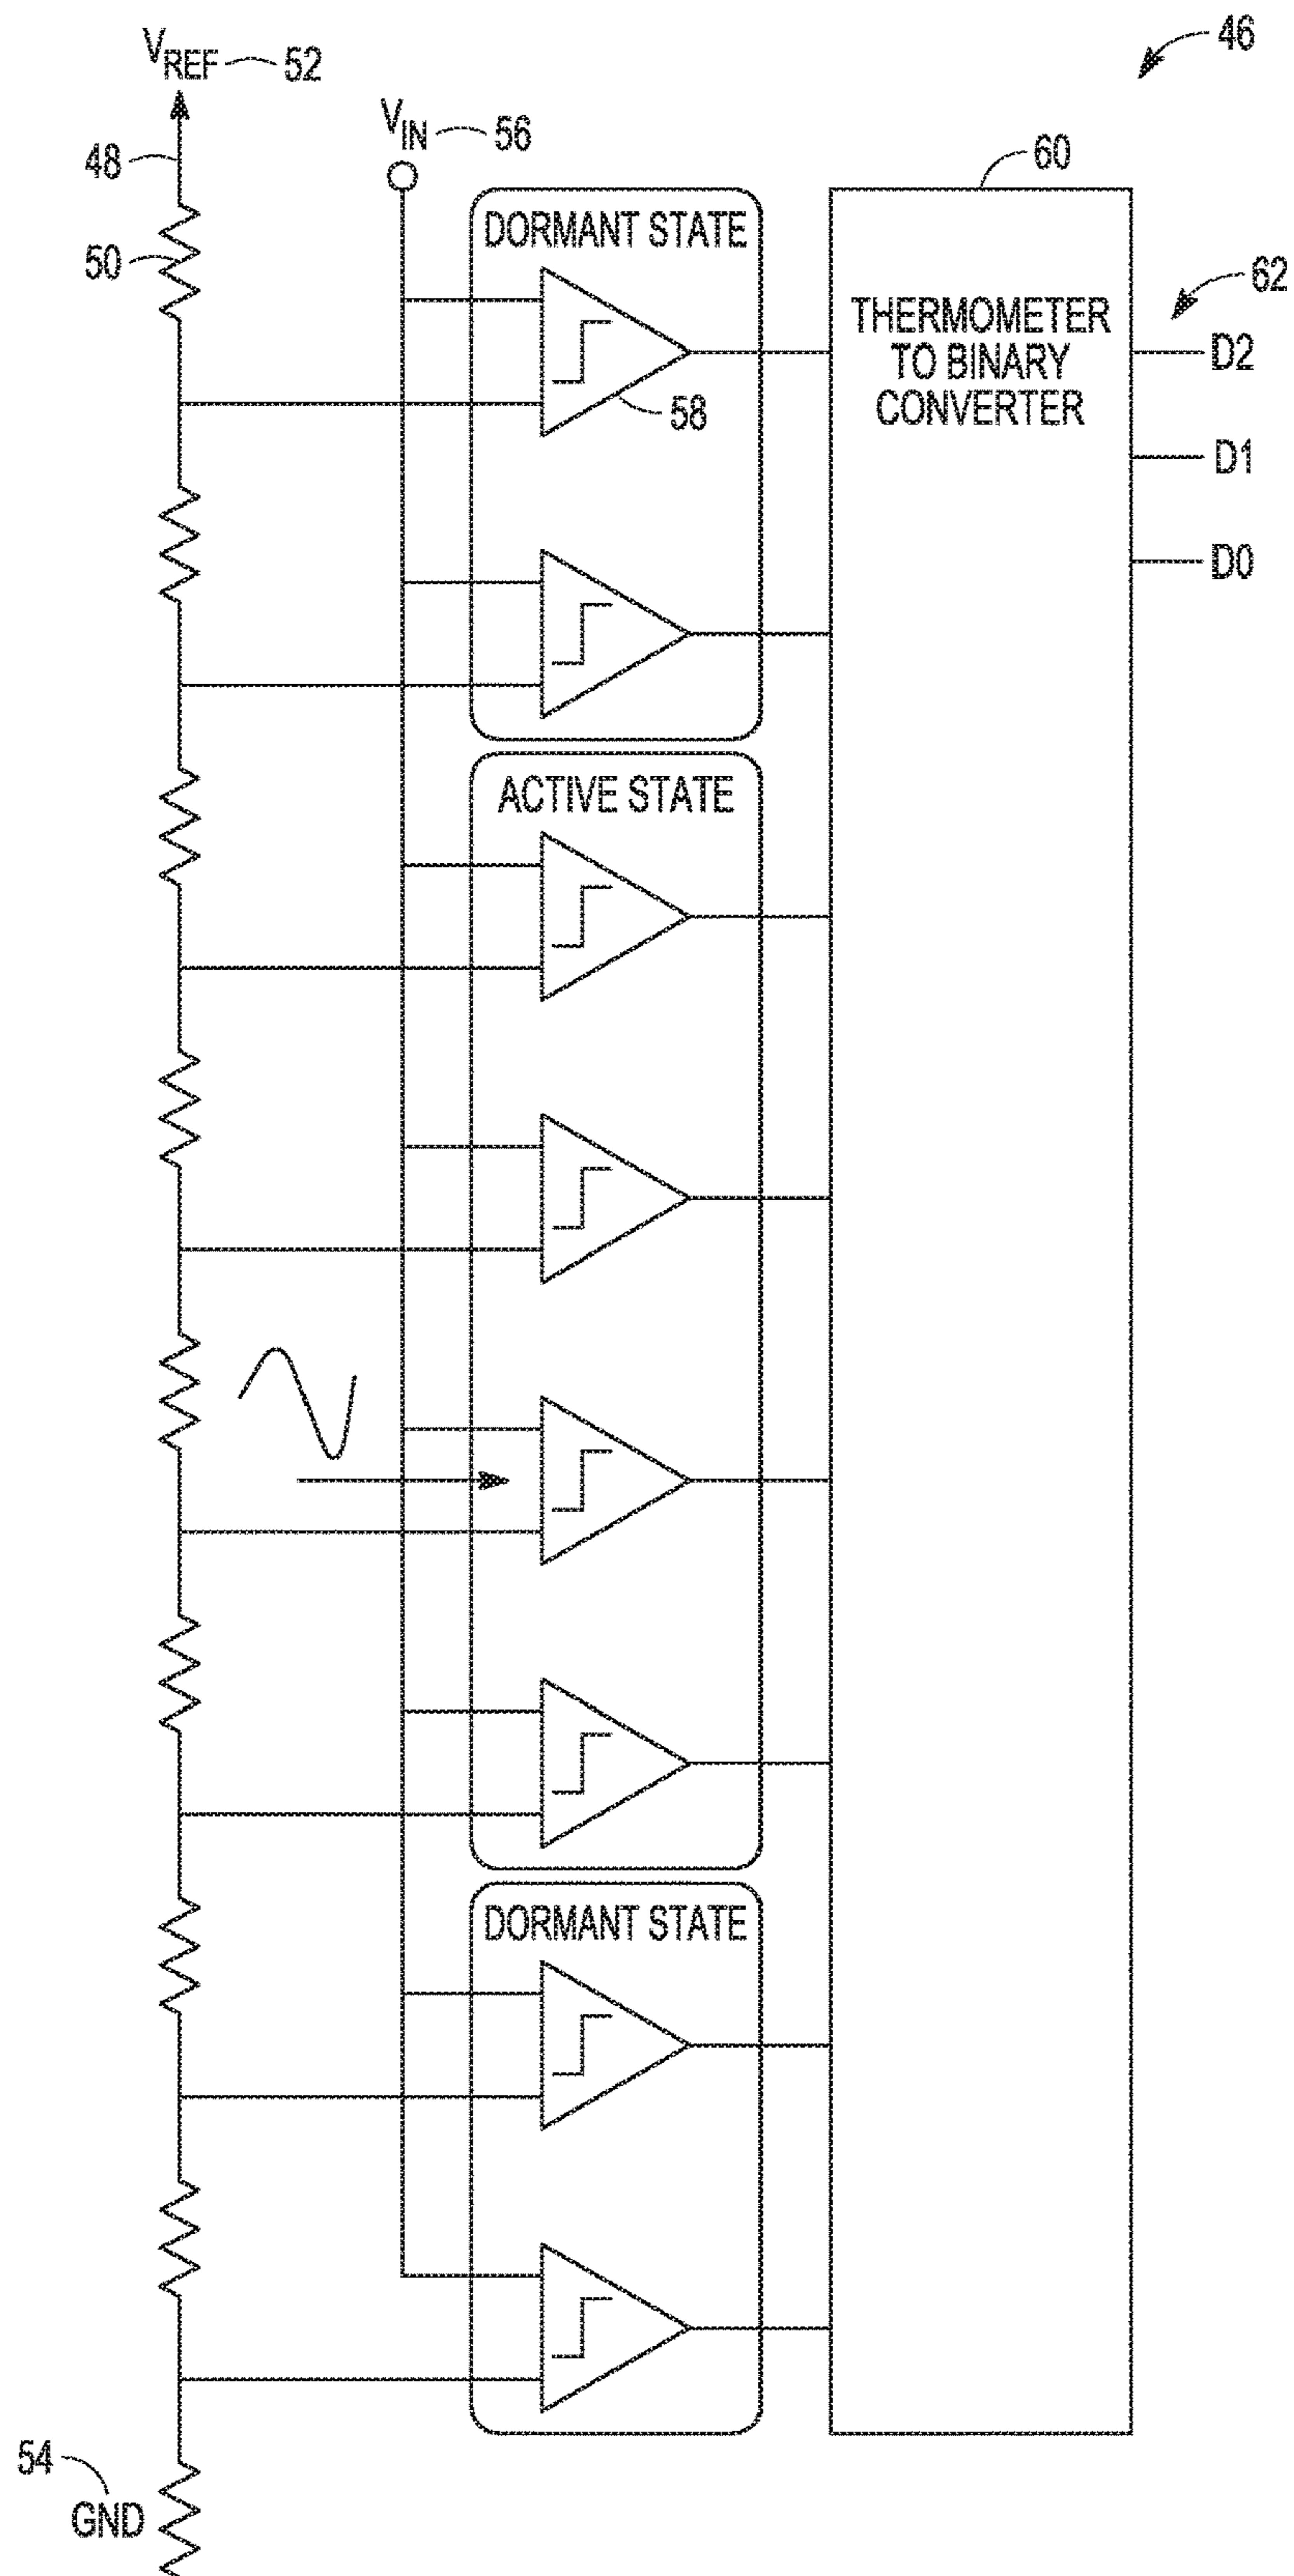 46
VREF 52
VIN 56
48
60
DORMANT STATE
50
62
THERMOMETER
TO BINARY
CONVERTER
D2
58
D1
D0
ACTIVE STATE
DORMANT STATE
54
GND